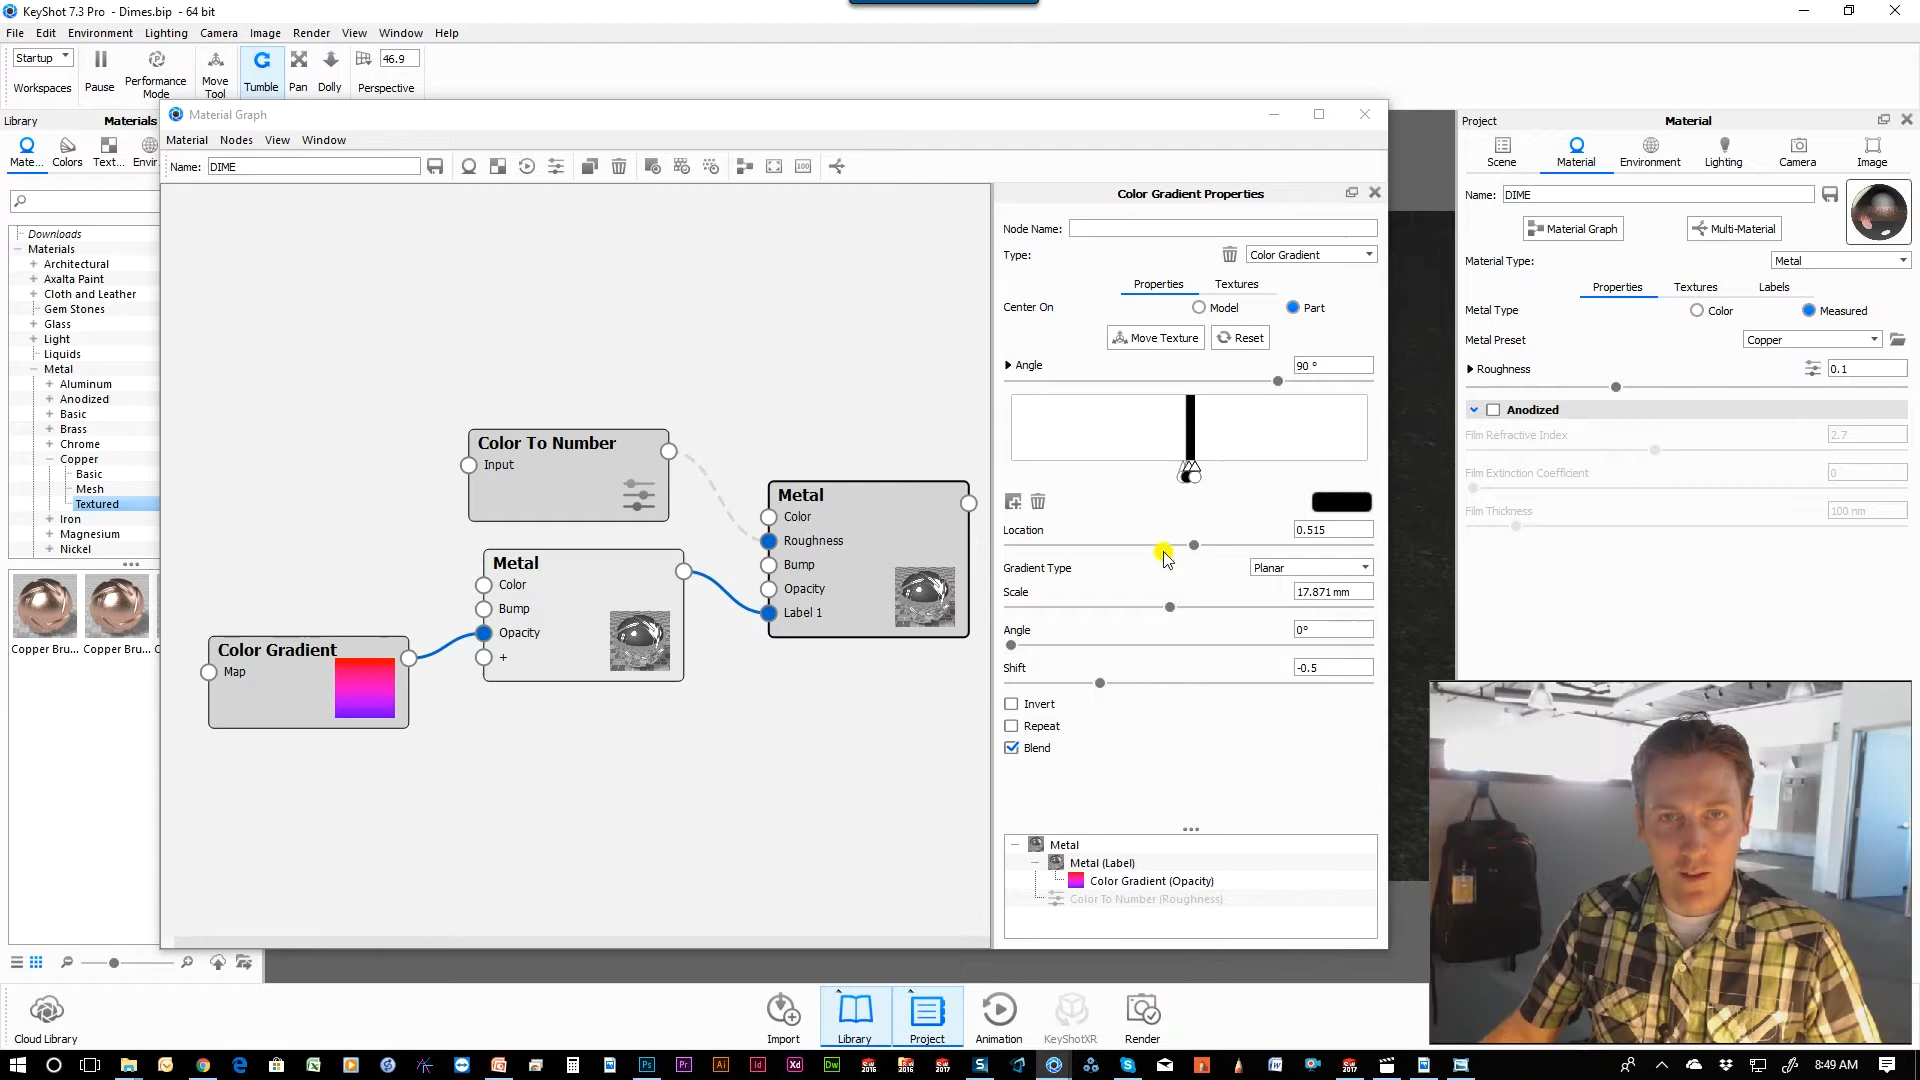 KeyShot 7.3 Pro - Dimes.bip - 64 bit
File Edit Environment Lighting Camera Image Render View Window Help
Startup 46.9
Workspaces Pause Performance Mode Move Tool Tumble Pan Dolly Perspective
Library Materials
Mate... Colors Text... Envir
Downloads
Materials
Architectural
Axalta Paint
Cloth and Leather
Gem Stones
Glass
Light
Liquids
Metal
Aluminum
Anodized
Basic
Brass
Chrome
Copper
Basic
Mesh
Textured
Iron
Magnesium
Nickel
Copper Bru... Copper Bru... C
Cloud Library
Material Graph
Material Nodes View Window
Name: DIME
100
Color To Number
Input
Metal
Color
Roughness
Bump
Opacity
Label 1
Metal
Color
Bump
Opacity
+
Color Gradient
Map
Color Gradient Properties
Node Name:
Type: Color Gradient
Properties Textures
Center On Model Part
Move Texture Reset
Angle 90 °
Location 0.515
Gradient Type Planar
Scale 17.871 mm
Angle 0°
Shift -0.5
Invert
Repeat
Blend
Metal
Metal (Label)
Color Gradient (Opacity)
Color To Number (Roughness)
Project Material
Scene Material Environment Lighting Camera Image
Name: DIME
Material Graph Multi-Material
Material Type: Metal
Properties Textures Labels
Metal Type Color Measured
Metal Preset Copper
Roughness 0.1
Anodized
Film Refractive Index 2.7
Film Extinction Coefficient 0
Film Thickness 100 nm
Import Library Project Animation KeyShotXR Render
8:49 AM